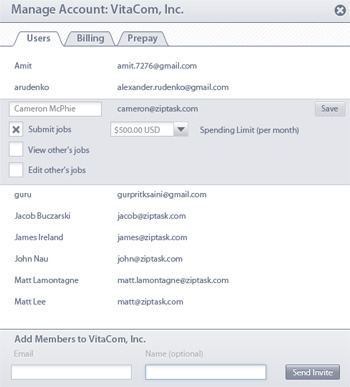 Manage Account: VitaCom, Inc.
Users Billing Prepay
Amit amit.7276@gmail.com
arudenko alexander.rudenko@gmail.com
Cameron McPhie cameron@ziptask.com Save
Submit jobs $500.00 USD Spending Limit (per month)
View other's jobs
Edit other's jobs
guru gurpritksaini@gmail.com
Jacob Buczarski jacob@ziptask.com
James Ireland james@ziptask.com
John Nau john@ziptask.com
Matt Lamontagne matt.lamontagne@ziptask.com
Matt Lee matt@ziptask.com
Add Members to VitaCom, Inc.
Email Name (optional)
Send Invite